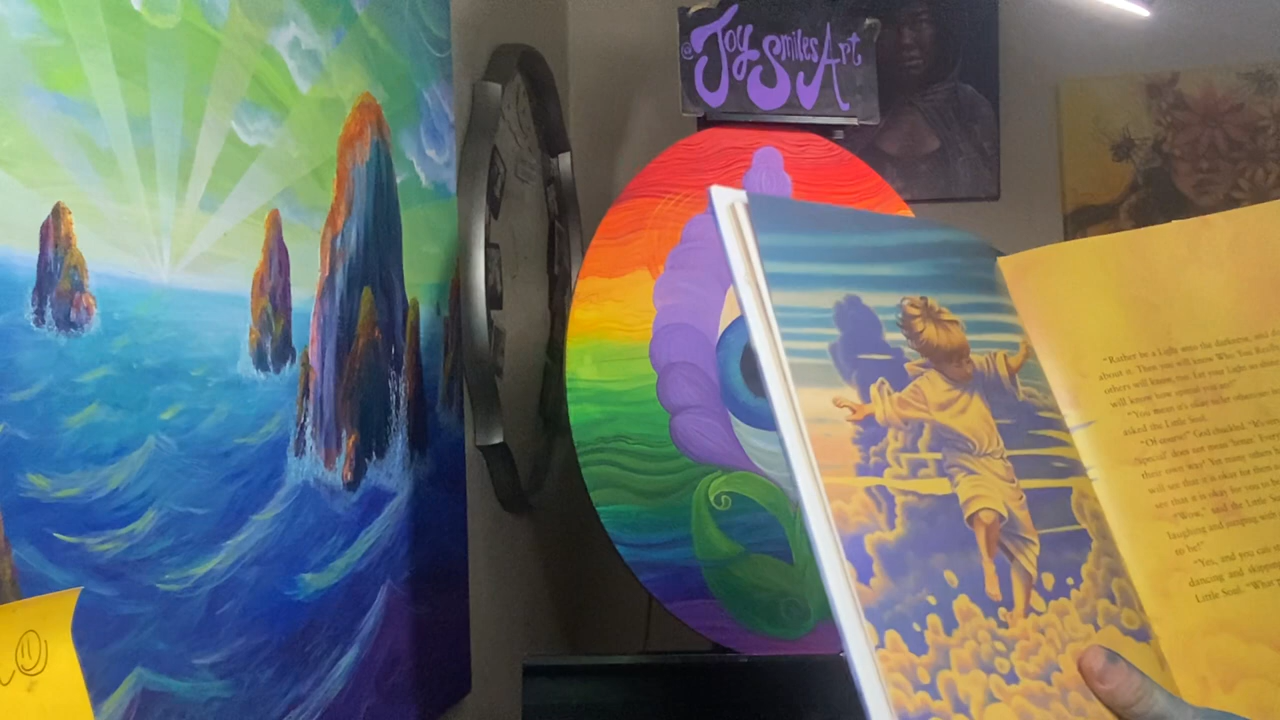 @JoySmilesArt
"Rather be a Light unto the darkness, and d
about it. Then you will know Who You Really
others will know, too. Let your Light so shine
will know how special you are!"
"You mean it's okay to let others see
asked the Little Soul.
"Of course!" God chuckled. "It's
'Special' does not mean 'better.' Every
their own way! Yet many others
will see that it is okay for them
see that it is okay for you to be
"Wow," said the Little So
laughing and jumping with
to be!"
"Yes, and you can
dancing and skipping
Little Soul. "What